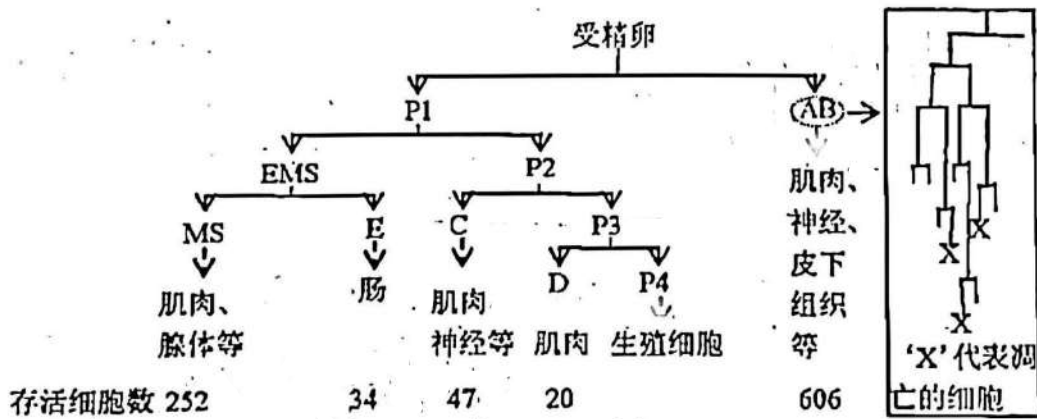 受精卵
P1
AB
EMS
P2
MS
E
C
P3
D
P4
肌肉、
腺体等
肠
肌肉
神经等
肌肉
生殖细胞
肌肉、
神经、
皮下
组织
等
X
X
X
‘X’代表凋
亡的细胞
存活细胞数 252 34 47 20 606